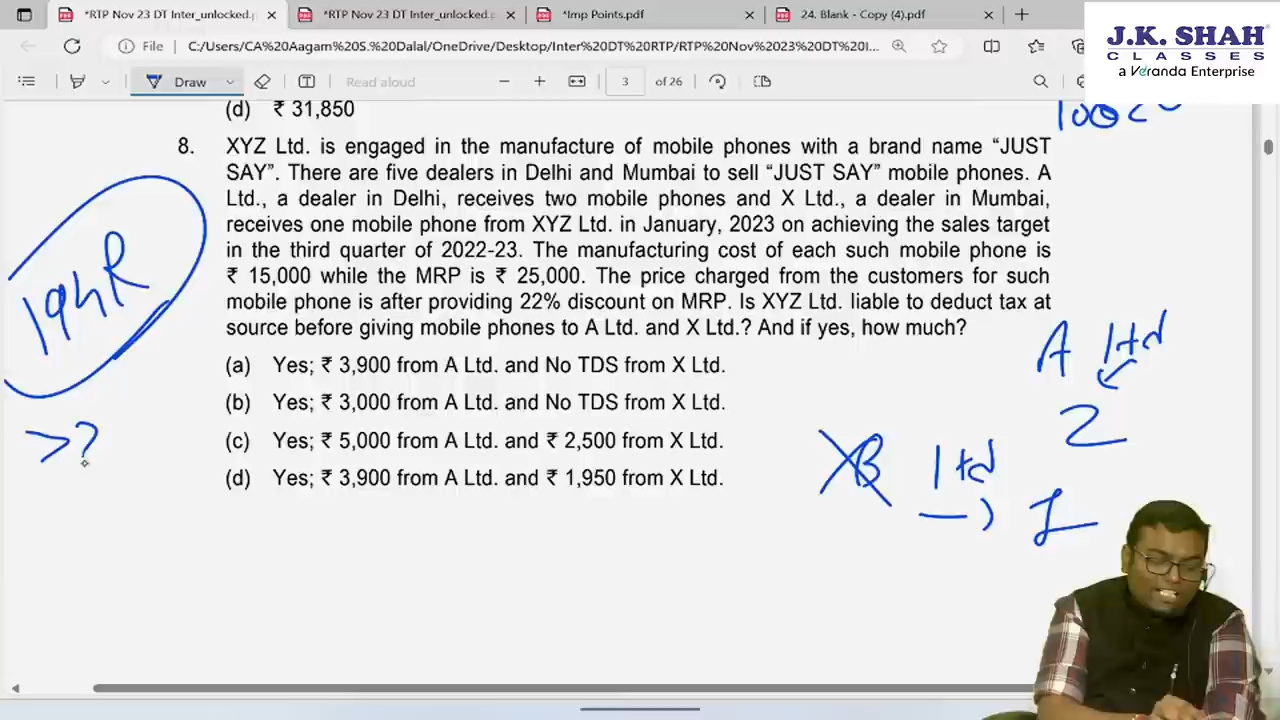 *RTP Nov 23 DT Inter_unlocked.p
*RTP Nov 23 DT Inter_unlocked.p
*Imp Points.pdf
24. Blank - Copy (4).pdf
File
C:/Users/CA%20Aagam%20S.%20Dalal/OneDrive/Desktop/Inter%20DT%20RTP/RTP%20Nov%2023%20DT%20I...
J.K. SHAH
CLASSES
a Veranda Enterprise
Draw
Read aloud
3
of 26
(d) ₹ 31,850
8. XYZ Ltd. is engaged in the manufacture of mobile phones with a brand name “JUST
SAY”. There are five dealers in Delhi and Mumbai to sell “JUST SAY” mobile phones. A
Ltd., a dealer in Delhi, receives two mobile phones and X Ltd., a dealer in Mumbai,
receives one mobile phone from XYZ Ltd. in January, 2023 on achieving the sales target
in the third quarter of 2022-23. The manufacturing cost of each such mobile phone is
₹ 15,000 while the MRP is ₹ 25,000. The price charged from the customers for such
mobile phone is after providing 22% discount on MRP. Is XYZ Ltd. liable to deduct tax at
source before giving mobile phones to A Ltd. and X Ltd.? And if yes, how much?
(a) Yes; ₹ 3,900 from A Ltd. and No TDS from X Ltd.
(b) Yes; ₹ 3,000 from A Ltd. and No TDS from X Ltd.
(c) Yes; ₹ 5,000 from A Ltd. and ₹ 2,500 from X Ltd.
(d) Yes; ₹ 3,900 from A Ltd. and ₹ 1,950 from X Ltd.
194R
>?
A Ltd
2
Ltd
1